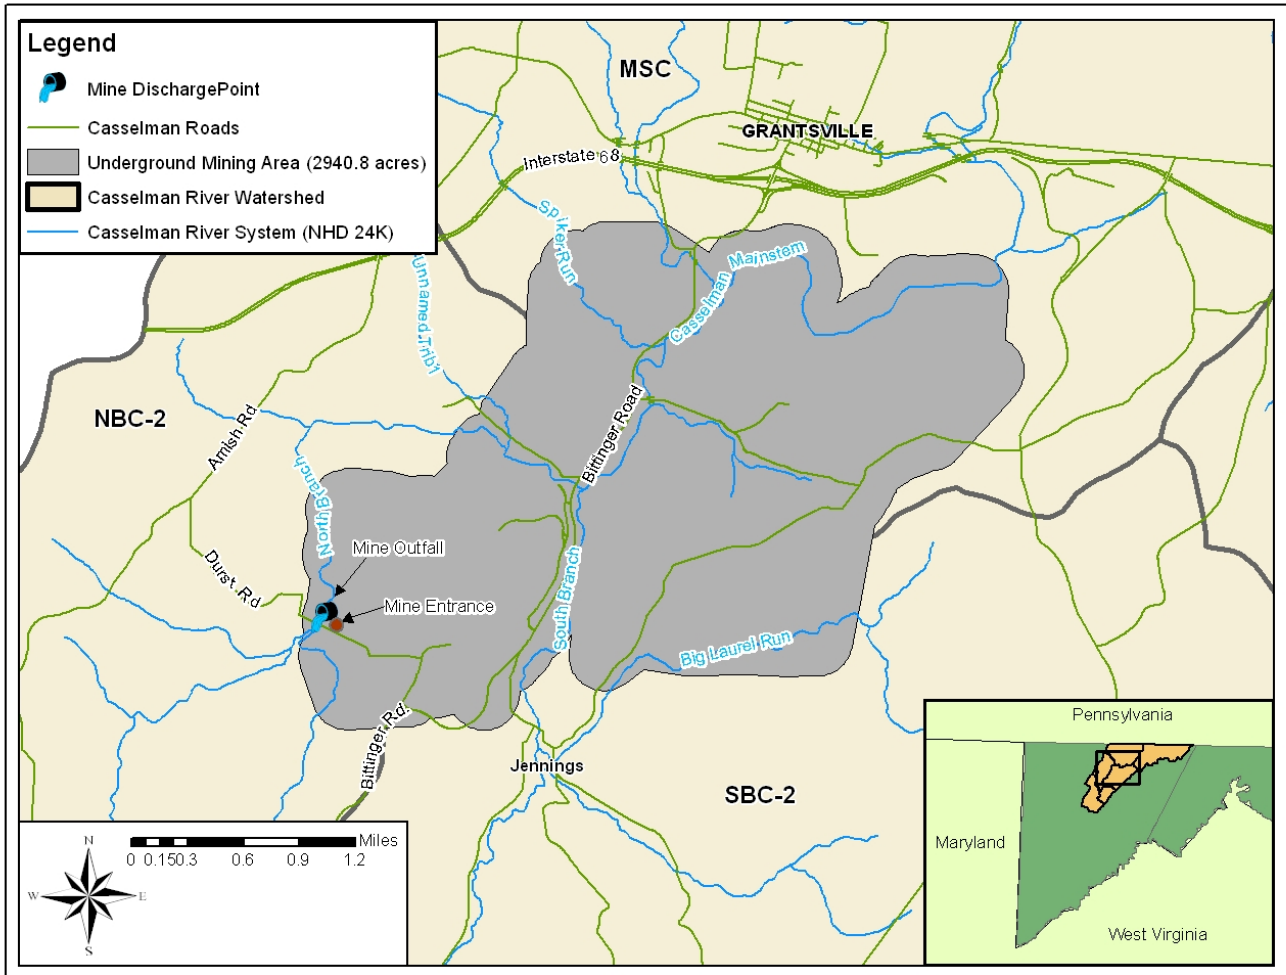 Legend
Mine DischargePoint
Casselman Roads
Underground Mining Area (2940.8 acres)
Casselman River Watershed
Casselman River System (NHD 24K)
MSC
GRANTSVILLE
Interstate 68
Spiker Run
Casselman Mainstem
Unnamed Trib1
NBC-2
Amish Rd
Bittinger Road
North Branch
Mine Outfall
Durst Rd
Mine Entrance
South Branch
Big Laurel Run
Bittinger Rd.
Jennings
SBC-2
N
W E
S
Miles
0 0.150.3 0.6 0.9 1.2
Pennsylvania
Maryland
West Virginia